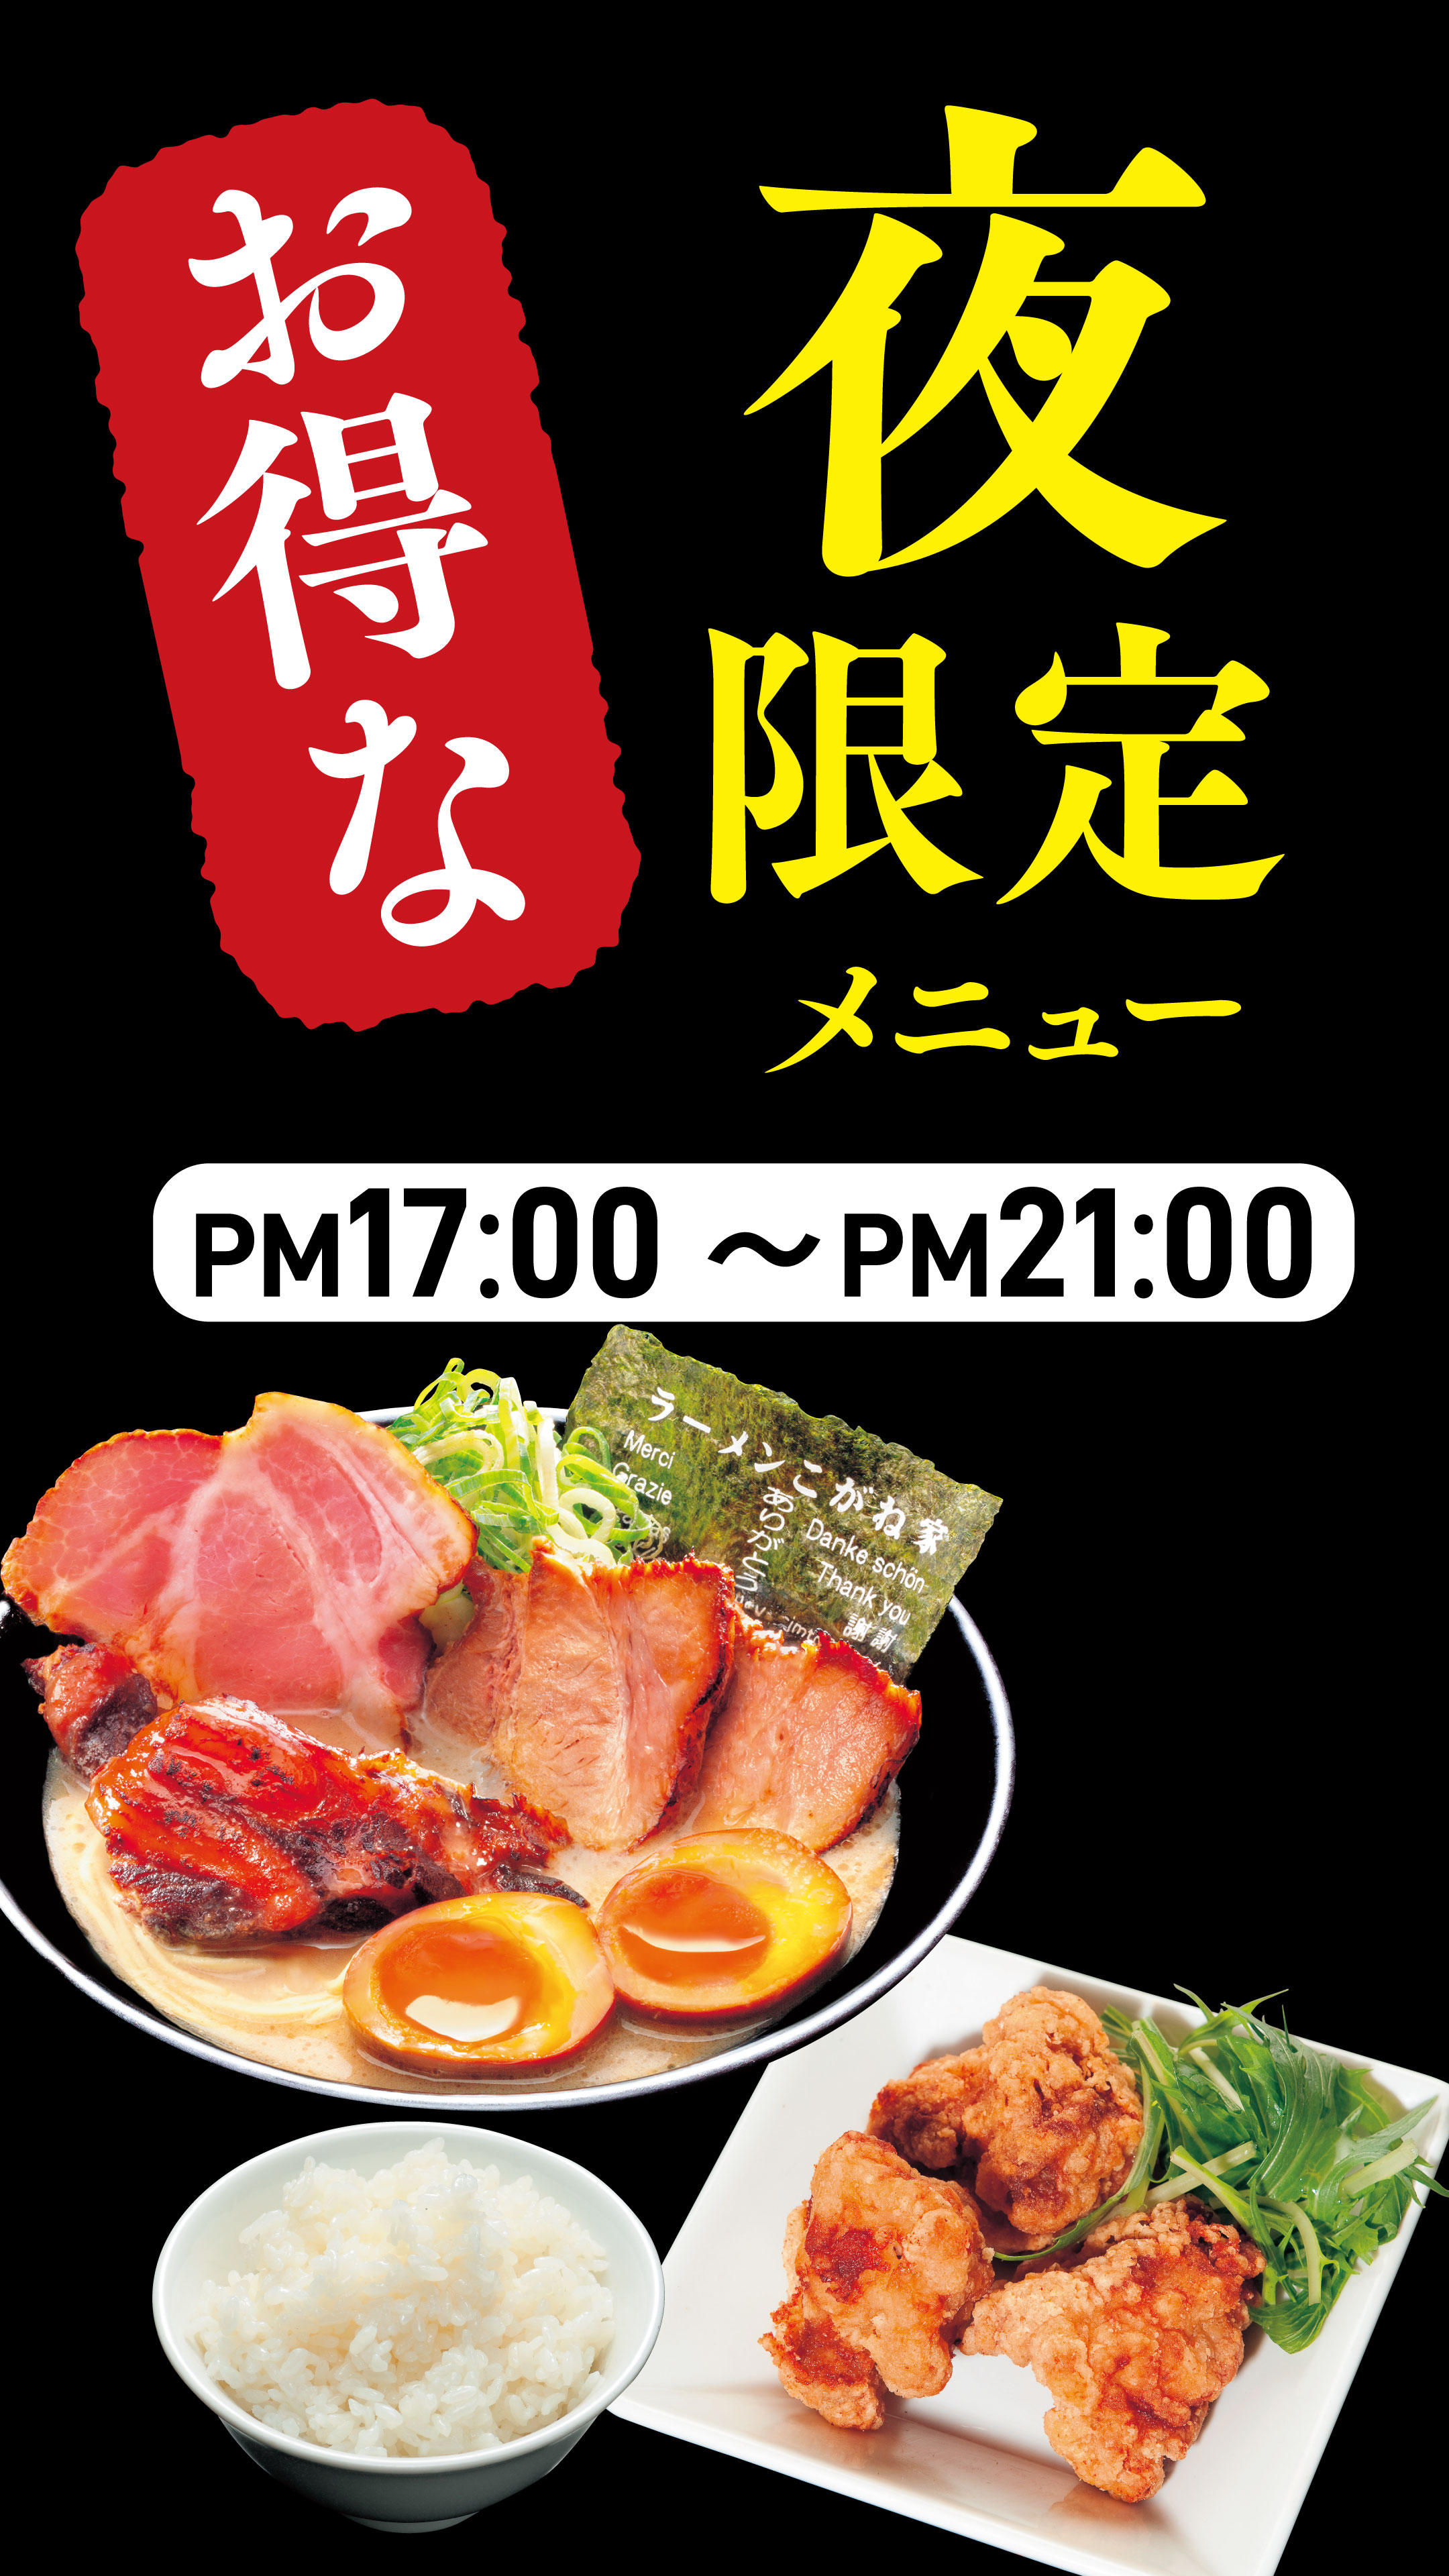 お得な
夜
限定
メニュー
PM17:00 〜PM21:00
ラーメンこがね家
Merci
Grazie
ありがとう
Danke schön
Thank you
謝謝